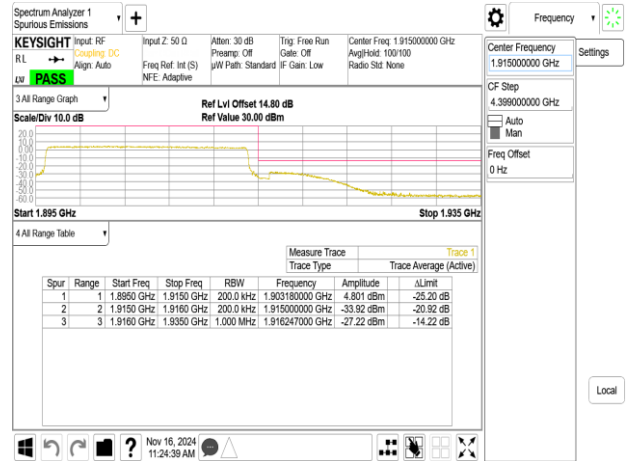 Spectrum Analyzer 1
Spurious Emissions
Frequency
KEYSIGHT
RL
PASS
Input: RF
Coupling: DC
Align: Auto
Input Z: 50 Ω
Freq Ref: Int (S)
NFE: Adaptive
Atten: 30 dB
Preamp: Off
µW Path: Standard
Trig: Free Run
Gate: Off
IF Gain: Low
Center Freq: 1.915000000 GHz
Avg|Hold: 100/100
Radio Std: None
Center Frequency
1.915000000 GHz
Settings
CF Step
4.399000000 GHz
Auto
Man
Freq Offset
0 Hz
3 All Range Graph
Scale/Div 10.0 dB
Ref Lvl Offset 14.80 dB
Ref Value 30.00 dBm
20.0
10.0
0.00
-10.0
-20.0
-30.0
-40.0
-50.0
-60.0
Start 1.895 GHz
Stop 1.935 GHz
4 All Range Table
Measure Trace Trace 1
Trace Type Trace Average (Active)
Spur Range Start Freq Stop Freq RBW Frequency Amplitude ΔLimit
1 1 1.8950 GHz 1.9150 GHz 200.0 kHz 1.903180000 GHz 4.801 dBm -25.20 dB
2 2 1.9150 GHz 1.9160 GHz 200.0 kHz 1.915000000 GHz -33.92 dBm -20.92 dB
3 3 1.9160 GHz 1.9350 GHz 1.000 MHz 1.916247000 GHz -27.22 dBm -14.22 dB
Local
Nov 16, 2024
11:24:39 AM